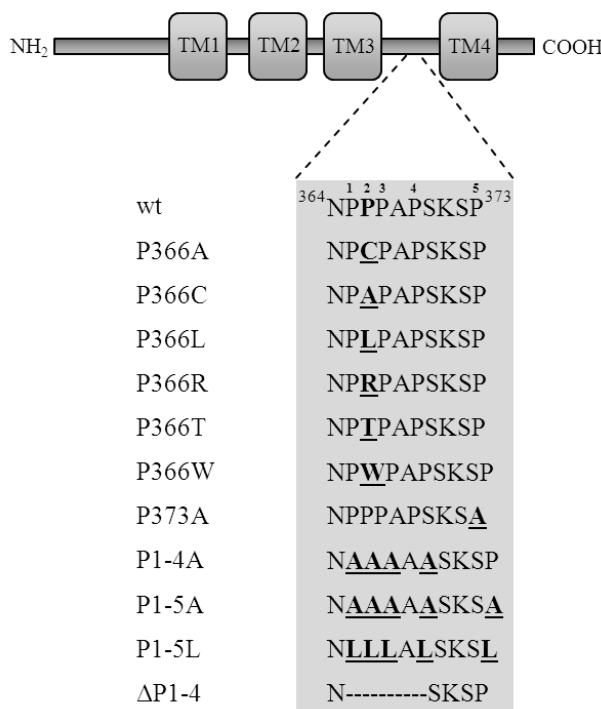 NH2 TM1 TM2 TM3 TM4 COOH
1 2 3 4 5
wt 364 NPPPAPSKSP 373
P366A NPCPAPSKSP
P366C NPAPAPSKSP
P366L NPLPAPSKSP
P366R NPRPAPSKSP
P366T NPTPAPSKSP
P366W NPWPAPSKSP
P373A NPPPAPSKSA
P1-4A NAAAAASKSP
P1-5A NAAAAASKSA
P1-5L NLLLALSKSL
ΔP1-4 N----------SKSP